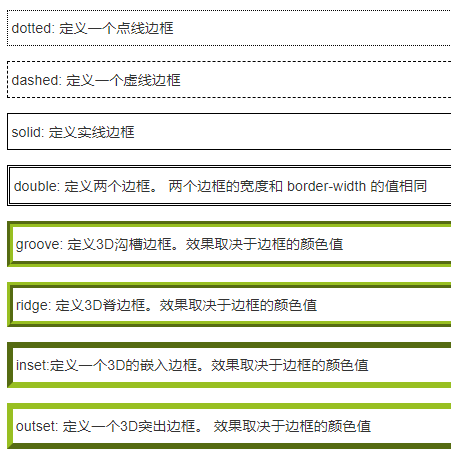 dotted: 定义一个点线边框
dashed: 定义一个虚线边框
solid: 定义实线边框
double: 定义两个边框。 两个边框的宽度和 border-width 的值相同
groove: 定义3D沟槽边框。效果取决于边框的颜色值
ridge: 定义3D脊边框。效果取决于边框的颜色值
inset:定义一个3D的嵌入边框。效果取决于边框的颜色值
outset: 定义一个3D突出边框。 效果取决于边框的颜色值